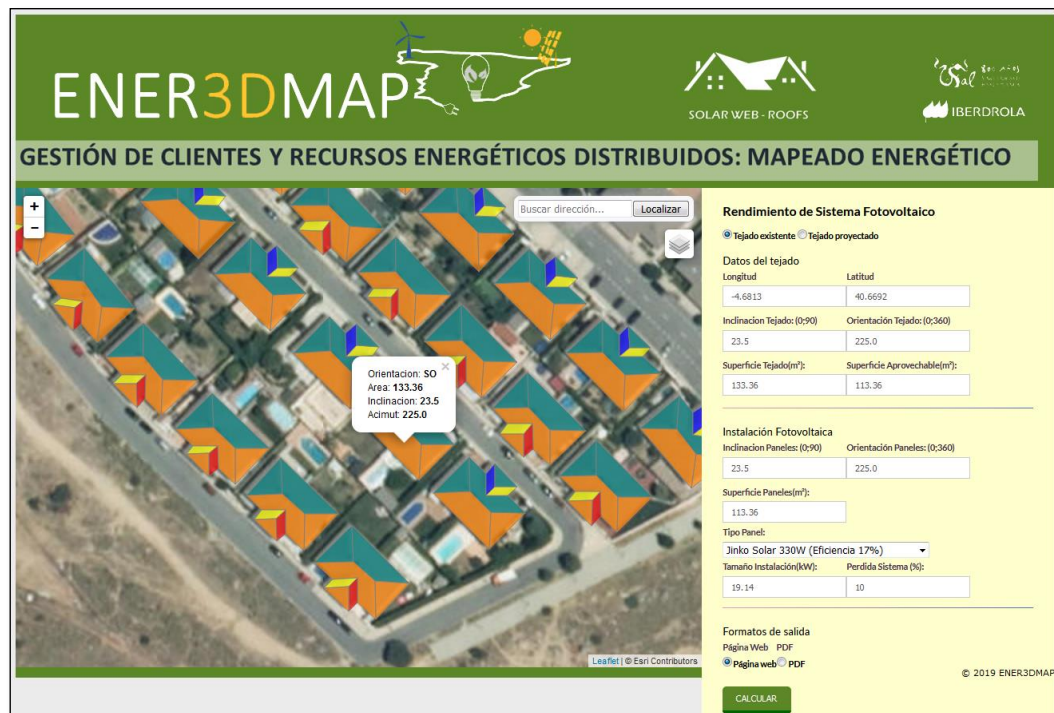 ENER3DMAP
SOLAR WEB - ROOFS
IBERDROLA
GESTIÓN DE CLIENTES Y RECURSOS ENERGÉTICOS DISTRIBUIDOS: MAPEADO ENERGÉTICO
+
-
Buscar dirección...
Localizar
Orientacion: SO
Area: 133.36
Inclinacion: 23.5
Acimut: 225.0
×
Leaflet | © Esri Contributors
Rendimiento de Sistema Fotovoltaico
Tejado existente Tejado proyectado
Datos del tejado
Longitud Latitud
-4.6813 40.6692
Inclinacion Tejado: (0;90) Orientación Tejado: (0;360)
23.5 225.0
Superficie Tejado(m²): Superficie Aprovechable(m²):
133.36 113.36
Instalación Fotovoltaica
Inclinacion Paneles: (0;90) Orientación Paneles: (0;360)
23.5 225.0
Superficie Paneles(m²):
113.36
Tipo Panel:
Jinko Solar 330W (Eficiencia 17%)
Tamaño Instalación(kW): Perdida Sistema (%):
19.14 10
Formatos de salida
Página Web PDF
Página web PDF
© 2019 ENER3DMAP
CALCULAR